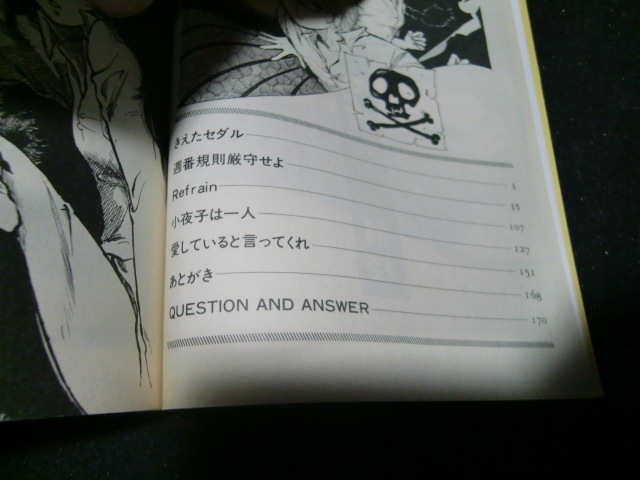 きえたセダル 5
週番規則厳守せよ 35
Refrain 107
小夜子は一人 127
愛していると言ってくれ 151
あとがき 168
QUESTION AND ANSWER 170